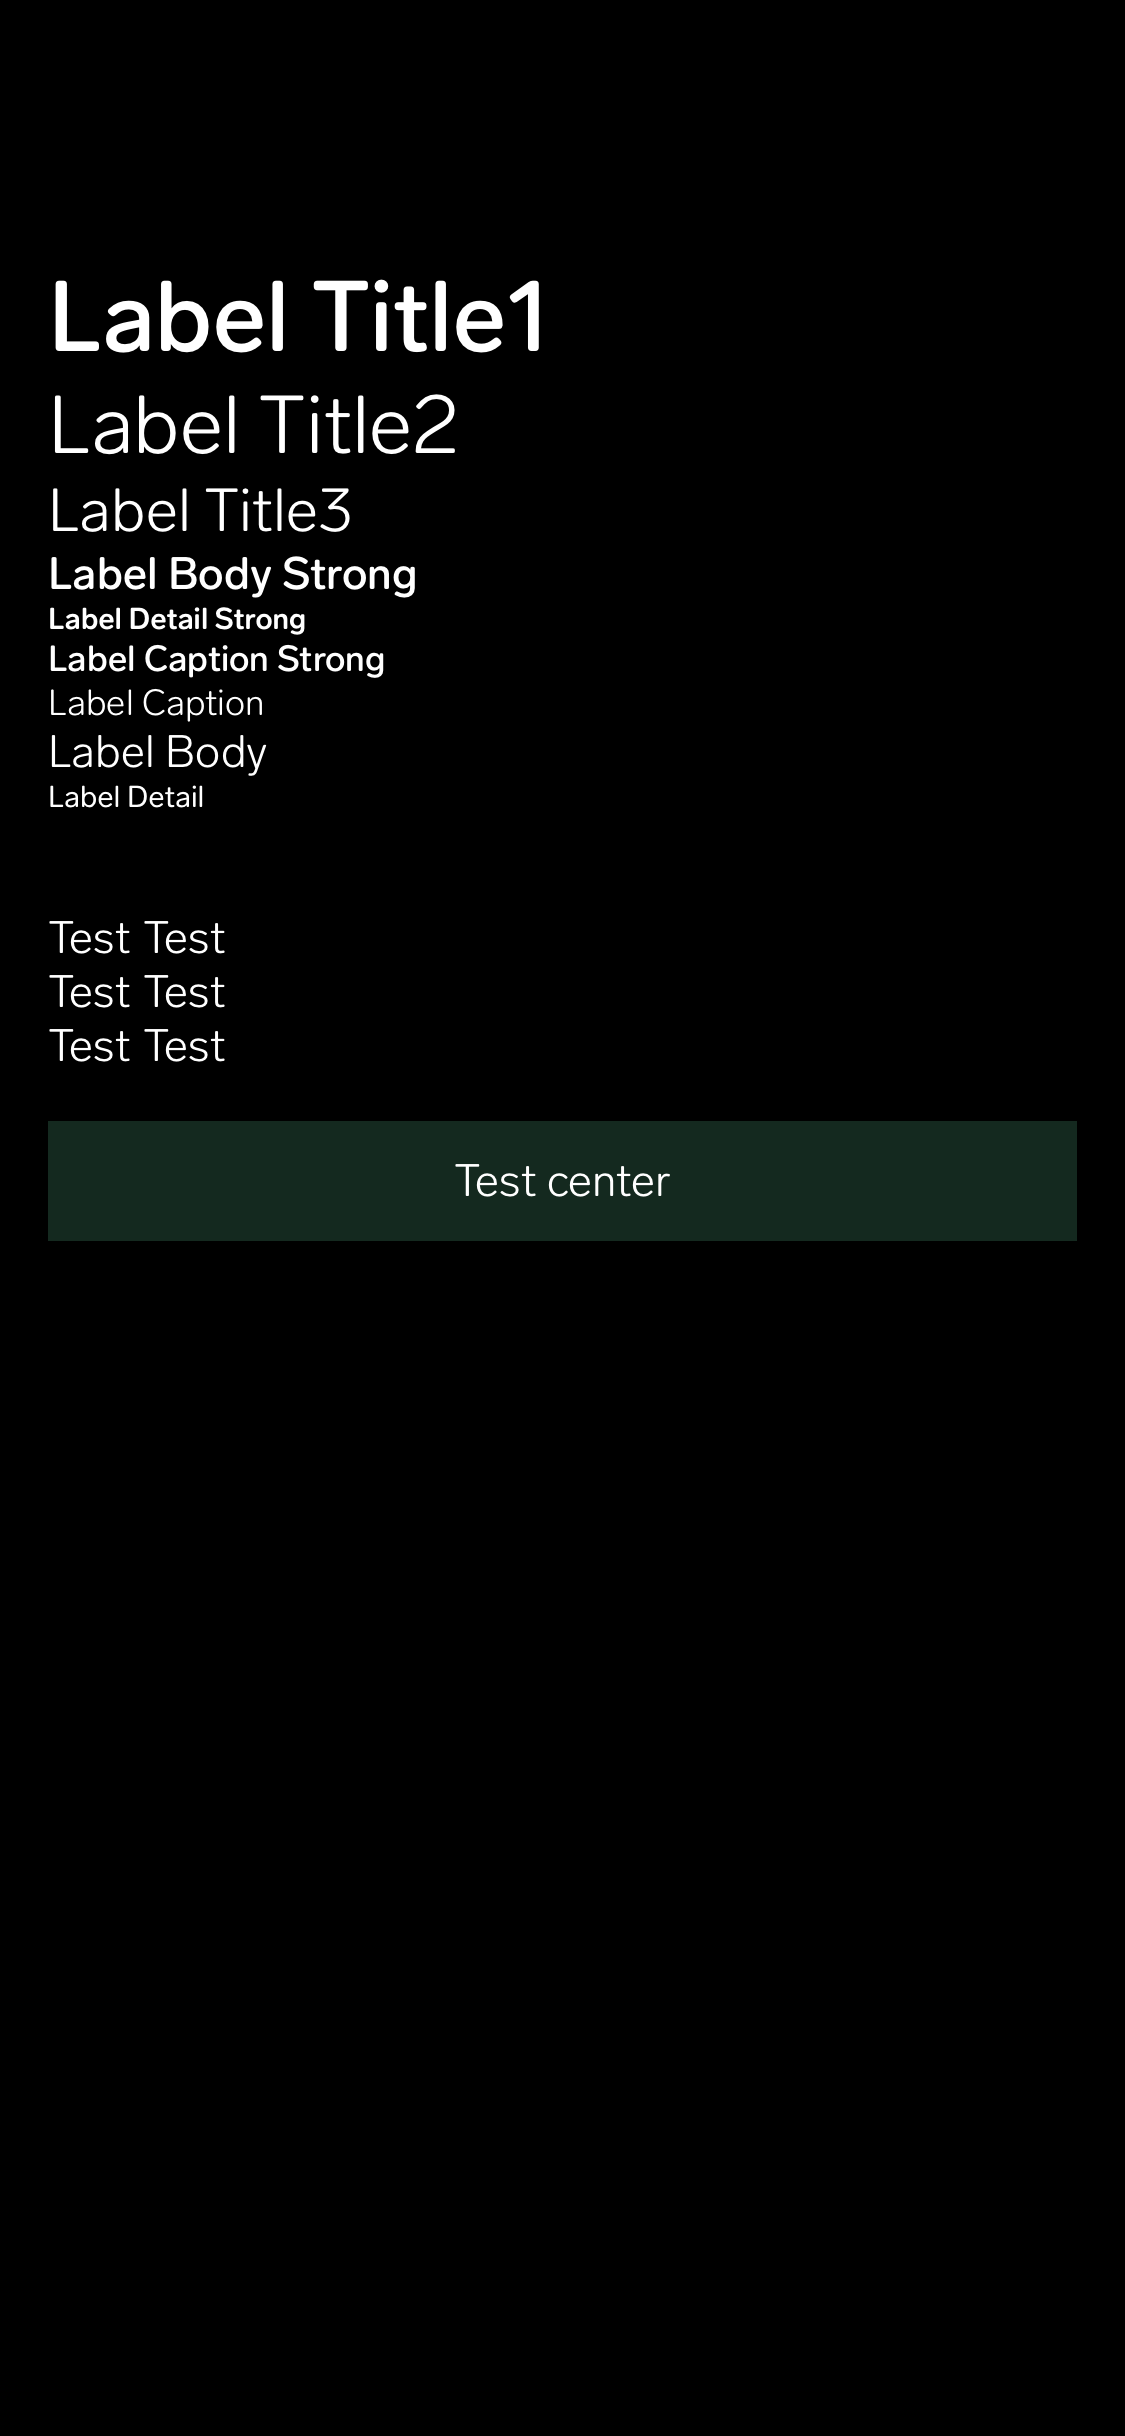 Label Title1
Label Title2
Label Title3
Label Body Strong
Label Detail Strong
Label Caption Strong
Label Caption
Label Body
Label Detail
Test Test
Test Test
Test Test
Test center